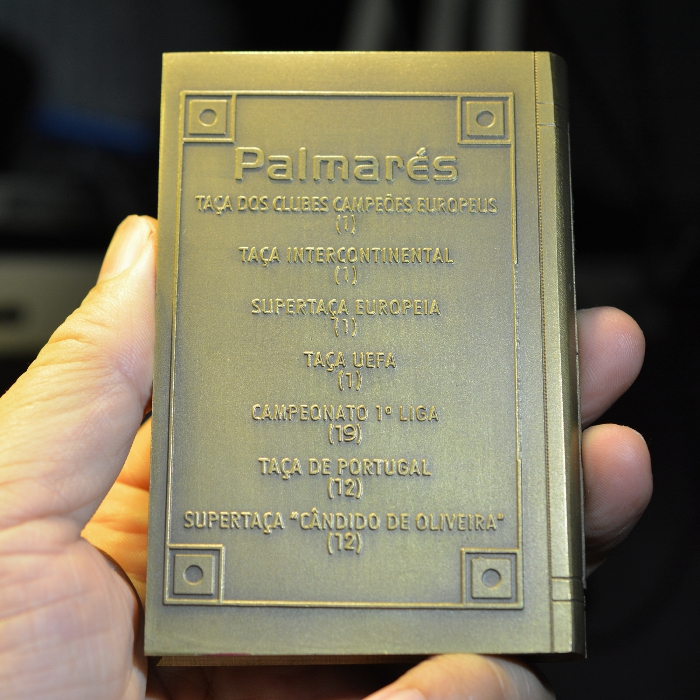 Palmarés
TAÇA DOS CLUBES CAMPEÕES EUROPEUS
(1)
TAÇA INTERCONTINENTAL
(1)
SUPERTAÇA EUROPEIA
(1)
TAÇA UEFA
(1)
CAMPEONATO 1º LIGA
(19)
TAÇA DE PORTUGAL
(12)
SUPERTAÇA "CÂNDIDO DE OLIVEIRA"
(12)